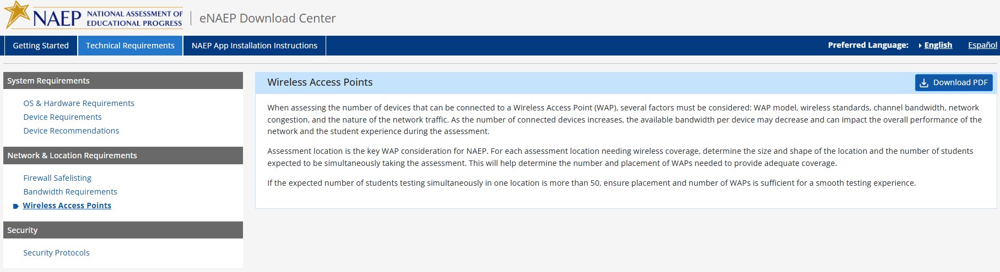 NAEP NATIONAL ASSESSMENT OF
EDUCATIONAL PROGRESS
eNAEP Download Center
Getting Started
Technical Requirements
NAEP App Installation Instructions
Preferred Language:
English
Español
System Requirements
OS & Hardware Requirements
Device Requirements
Device Recommendations
Network & Location Requirements
Firewall Safelisting
Bandwidth Requirements
Wireless Access Points
Security
Security Protocols
Wireless Access Points
Download PDF
When assessing the number of devices that can be connected to a Wireless Access Point (WAP), several factors must be considered: WAP model, wireless standards, channel bandwidth, network
congestion, and the nature of the network traffic. As the number of connected devices increases, the available bandwidth per device may decrease and can impact the overall performance of the
network and the student experience during the assessment.
Assessment location is the key WAP consideration for NAEP. For each assessment location needing wireless coverage, determine the size and shape of the location and the number of students
expected to be simultaneously taking the assessment. This will help determine the number and placement of WAPs needed to provide adequate coverage.
If the expected number of students testing simultaneously in one location is more than 50, ensure placement and number of WAPs is sufficient for a smooth testing experience.